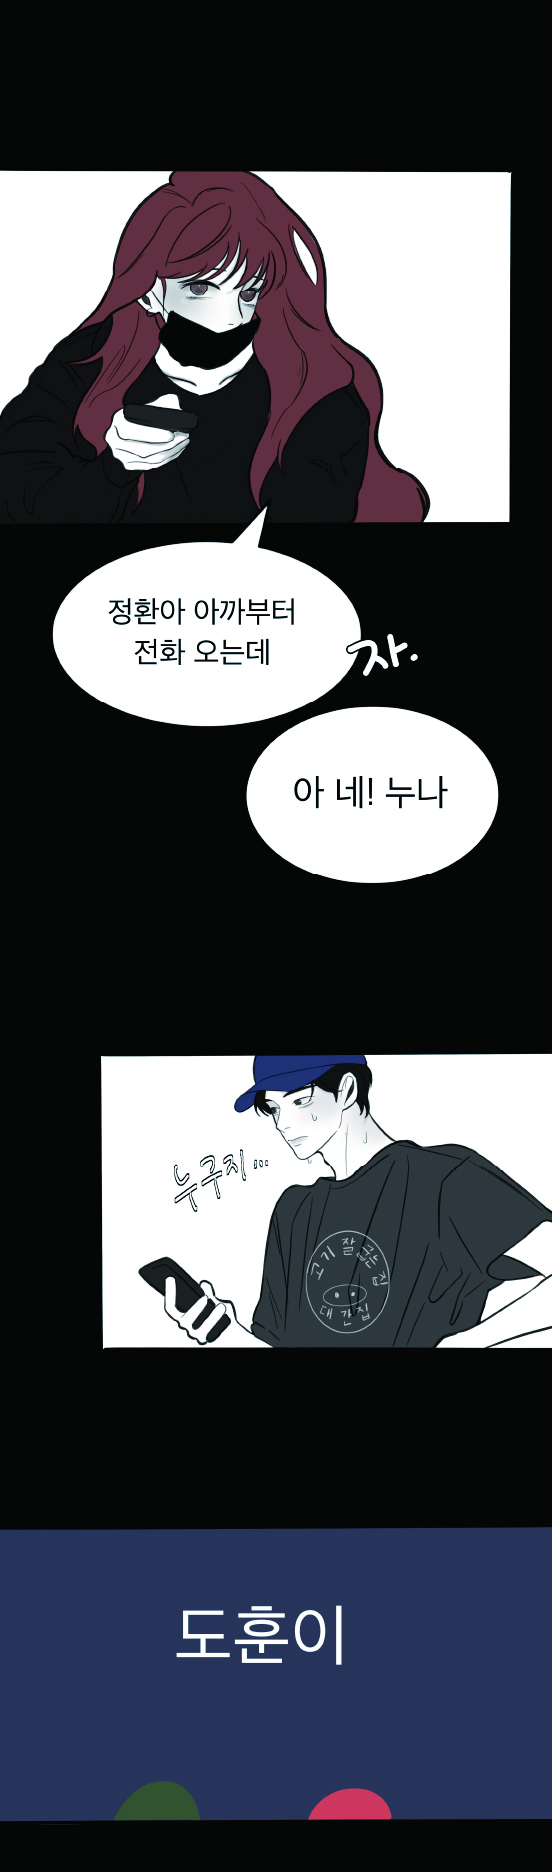 정환아 아까부터
전화 오는데
자.
아 네! 누나
누구지...
고기 잘 굽는 집
대간집
도훈이